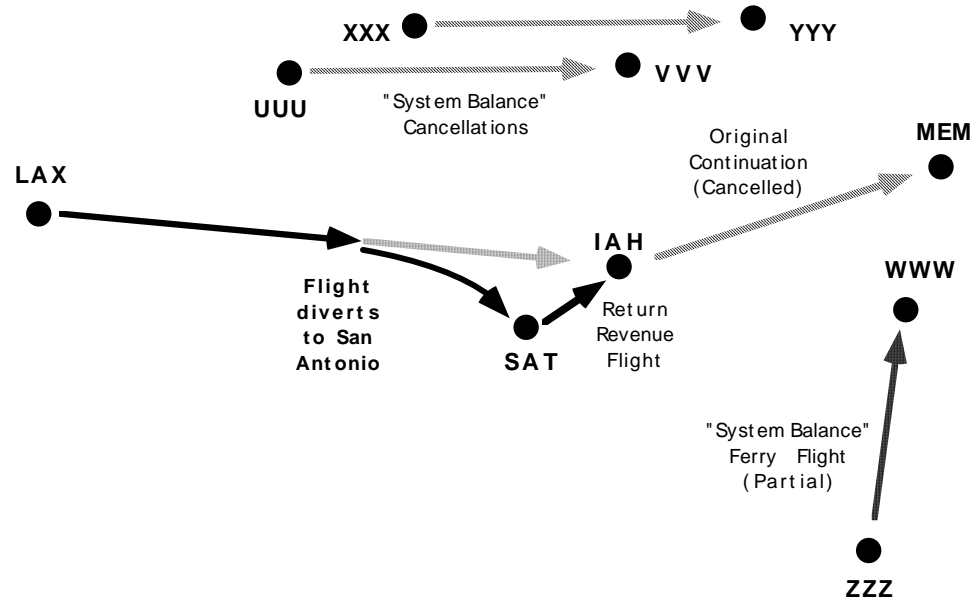 XXX
YYY
UUU
VVV
"System Balance"
Cancellations
Original
Continuation
(Cancelled)
MEM
LAX
IAH
WWW
Flight
diverts
to San
Antonio
SAT
Return
Revenue
Flight
"System Balance"
Ferry Flight
(Partial)
ZZZ